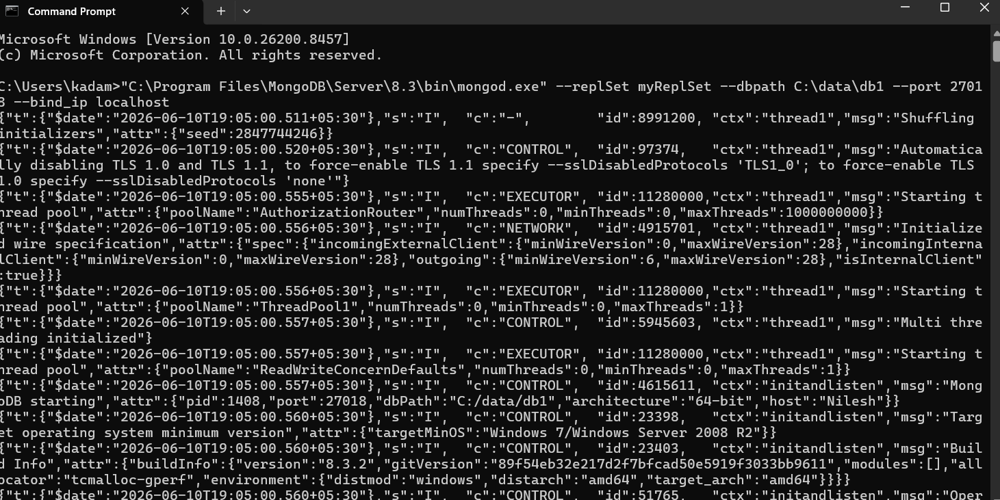 Command Prompt
Microsoft Windows [Version 10.0.26200.8457]
(c) Microsoft Corporation. All rights reserved.
C:\Users\kadam>"C:\Program Files\MongoDB\Server\8.3\bin\mongod.exe" --replSet myReplSet --dbpath C:\data\db1 --port 2701
8 --bind_ip localhost
{"t":{"$date":"2026-06-10T19:05:00.511+05:30"},"s":"I",  "c":"-",        "id":8991200, "ctx":"thread1","msg":"Shuffling
initializers","attr":{"seed":2847744246}}
{"t":{"$date":"2026-06-10T19:05:00.520+05:30"},"s":"I",  "c":"CONTROL",  "id":97374,   "ctx":"thread1","msg":"Automatica
lly disabling TLS 1.0 and TLS 1.1, to force-enable TLS 1.1 specify --sslDisabledProtocols 'TLS1_0'; to force-enable TLS
1.0 specify --sslDisabledProtocols 'none'"}
{"t":{"$date":"2026-06-10T19:05:00.555+05:30"},"s":"I",  "c":"EXECUTOR", "id":11280000,"ctx":"thread1","msg":"Starting t
hread pool","attr":{"poolName":"AuthorizationRouter","numThreads":0,"minThreads":0,"maxThreads":1000000000}}
{"t":{"$date":"2026-06-10T19:05:00.556+05:30"},"s":"I",  "c":"NETWORK",  "id":4915701, "ctx":"thread1","msg":"Initialize
d wire specification","attr":{"spec":{"incomingExternalClient":{"minWireVersion":0,"maxWireVersion":28},"incomingInterna
lClient":{"minWireVersion":0,"maxWireVersion":28},"outgoing":{"minWireVersion":6,"maxWireVersion":28},"isInternalClient"
:true}}}
{"t":{"$date":"2026-06-10T19:05:00.556+05:30"},"s":"I",  "c":"EXECUTOR", "id":11280000,"ctx":"thread1","msg":"Starting t
hread pool","attr":{"poolName":"ThreadPool1","numThreads":0,"minThreads":0,"maxThreads":1}}
{"t":{"$date":"2026-06-10T19:05:00.557+05:30"},"s":"I",  "c":"CONTROL",  "id":5945603, "ctx":"thread1","msg":"Multi thre
ading initialized"}
{"t":{"$date":"2026-06-10T19:05:00.557+05:30"},"s":"I",  "c":"EXECUTOR", "id":11280000,"ctx":"thread1","msg":"Starting t
hread pool","attr":{"poolName":"ReadWriteConcernDefaults","numThreads":0,"minThreads":0,"maxThreads":1}}
{"t":{"$date":"2026-06-10T19:05:00.557+05:30"},"s":"I",  "c":"CONTROL",  "id":4615611, "ctx":"initandlisten","msg":"Mong
oDB starting","attr":{"pid":1408,"port":27018,"dbPath":"C:/data/db1","architecture":"64-bit","host":"Nilesh"}}
{"t":{"$date":"2026-06-10T19:05:00.560+05:30"},"s":"I",  "c":"CONTROL",  "id":23398,   "ctx":"initandlisten","msg":"Targ
et operating system minimum version","attr":{"targetMinOS":"Windows 7/Windows Server 2008 R2"}}
{"t":{"$date":"2026-06-10T19:05:00.560+05:30"},"s":"I",  "c":"CONTROL",  "id":23403,   "ctx":"initandlisten","msg":"Buil
d Info","attr":{"buildInfo":{"version":"8.3.2","gitVersion":"89f54eb32e217d2f7bfcad50e5919f3033bb9611","modules":[],"all
ocator":"tcmalloc-gperf","environment":{"distmod":"windows","distarch":"amd64","target_arch":"amd64"}}}}
{"t":{"$date":"2026-06-10T19:05:00.560+05:30"},"s":"I",  "c":"CONTROL",  "id":51765,   "ctx":"initandlisten","msg":"Oper